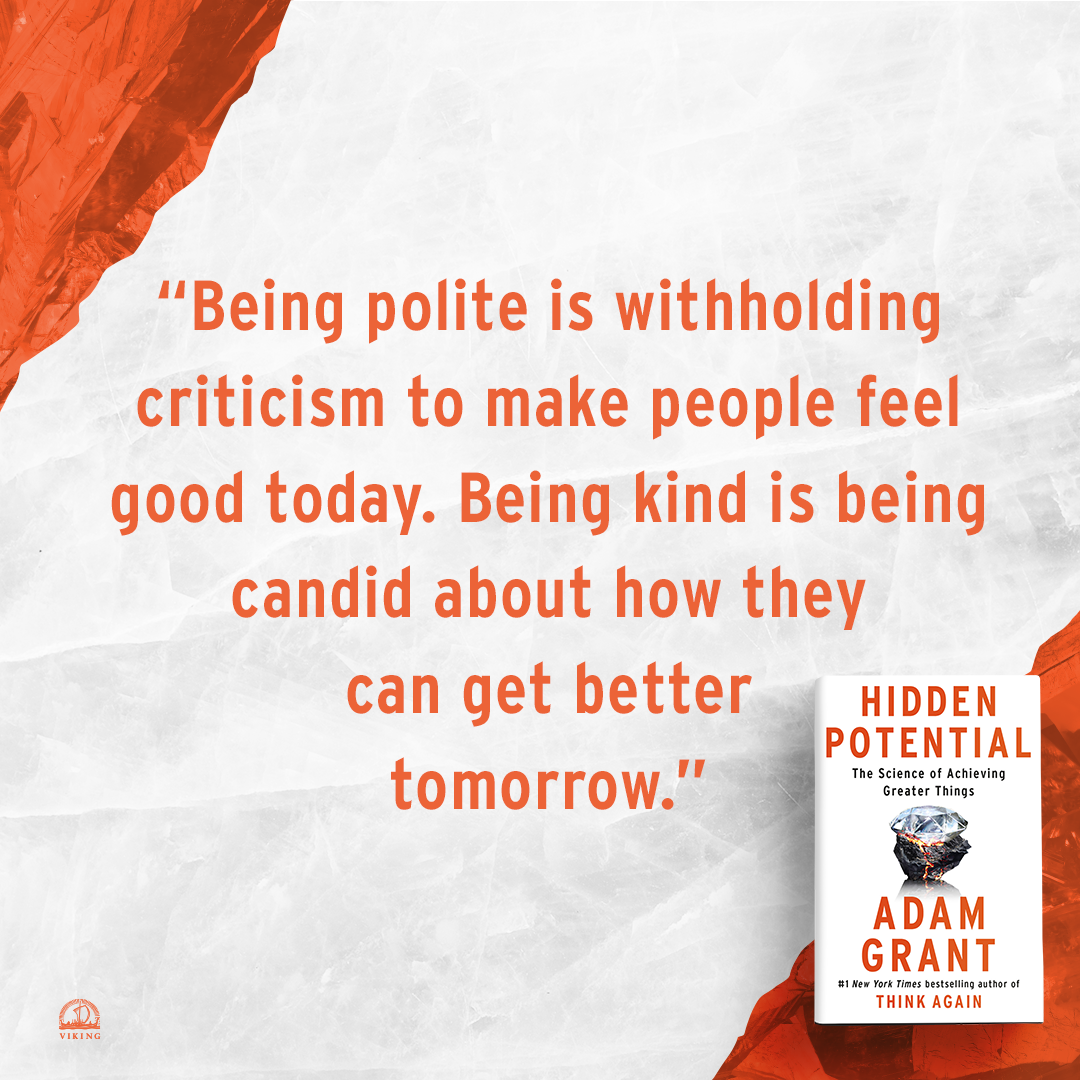 “Being polite is withholding
criticism to make people feel
good today. Being kind is being
candid about how they
can get better
tomorrow.”
HIDDEN
POTENTIAL
The Science of Achieving
Greater Things
ADAM
GRANT
#1 New York Times bestselling author of
THINK AGAIN
VIKING